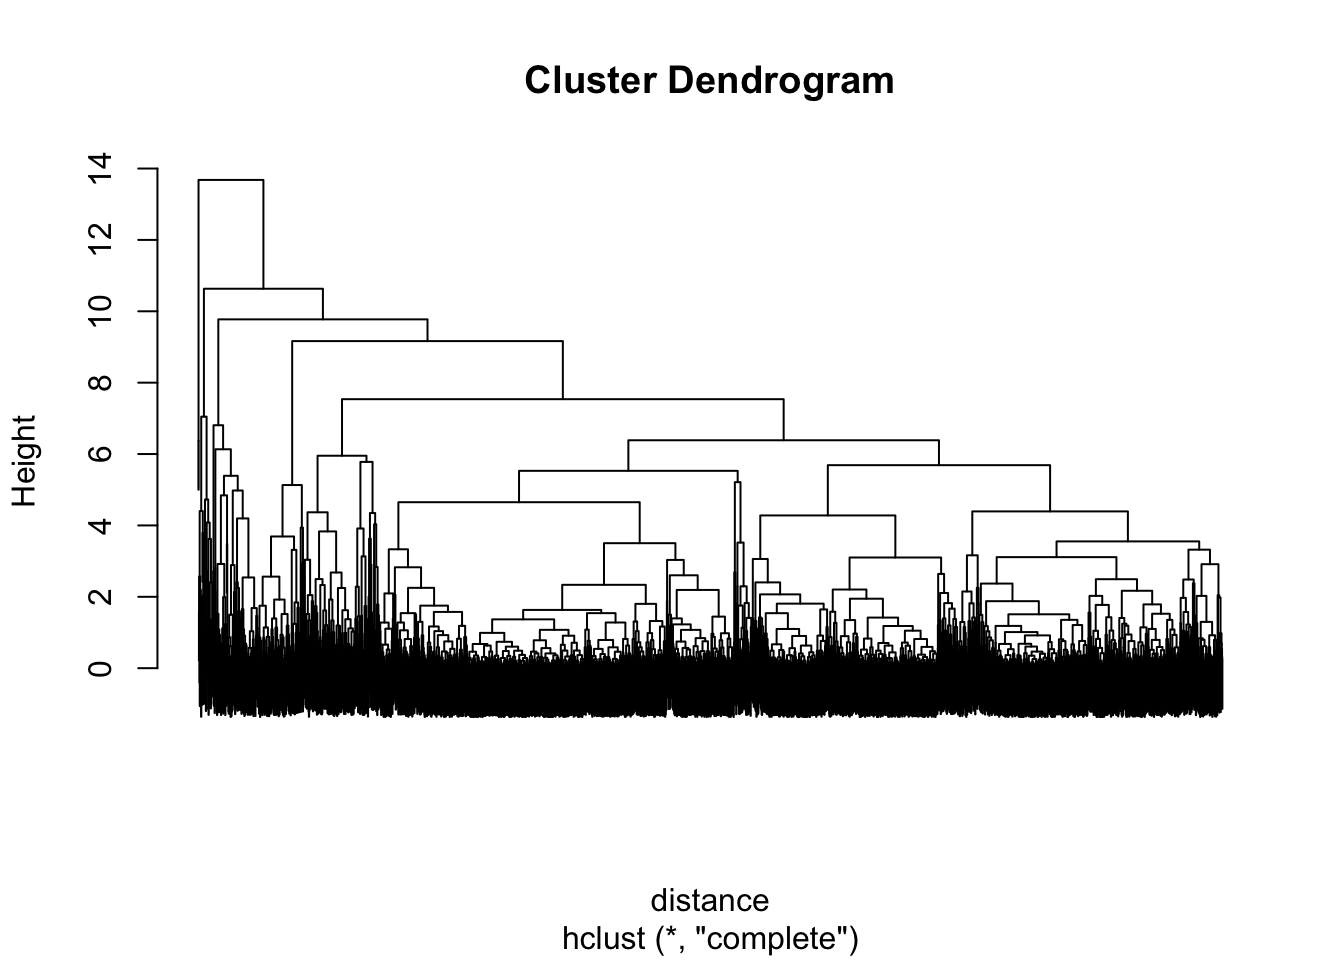 Cluster Dendrogram
Height
14
12
10
8
6
4
2
0
distance
hclust (*, "complete")